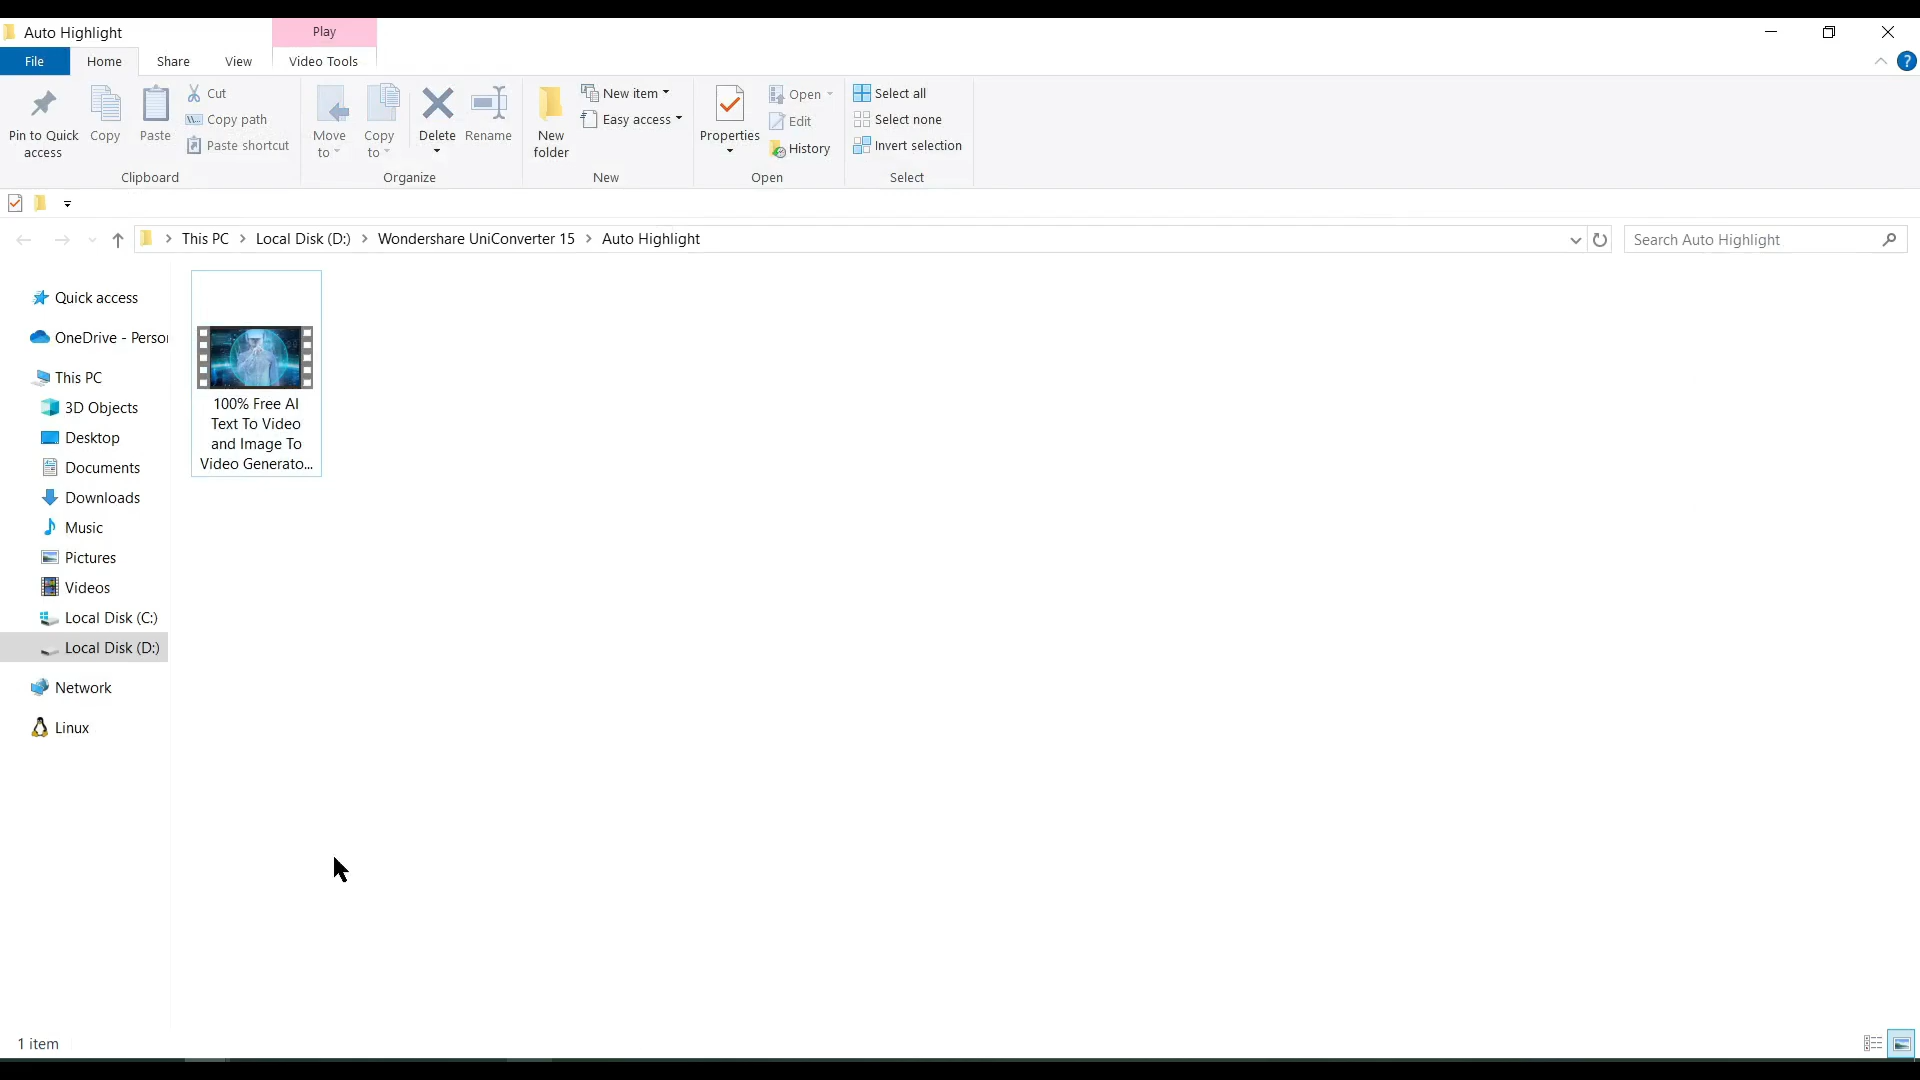 Auto Highlight
Play
File
Home
Share
View
Video Tools
Pin to Quick
access
Copy
Paste
Cut
Copy path
Paste shortcut
Clipboard
Move
to
Copy
to
Delete
Rename
Organize
New
folder
New item
Easy access
New
Properties
Open
Edit
History
Open
Select all
Select none
Invert selection
Select
This PC > Local Disk (D:) > Wondershare UniConverter 15 > Auto Highlight
Search Auto Highlight
Quick access
OneDrive - Person
This PC
3D Objects
Desktop
Documents
Downloads
Music
Pictures
Videos
Local Disk (C:)
Local Disk (D:)
Network
Linux
100% Free AI
Text To Video
and Image To
Video Generato...
1 item